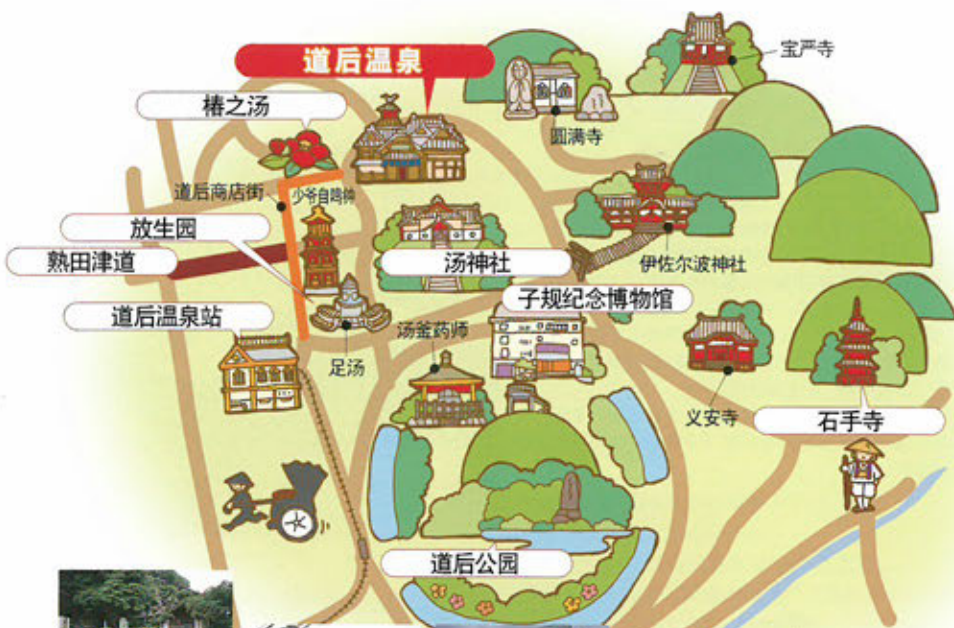 道后温泉
宝严寺
椿之汤
圆满寺
道后商店街
少爷自鸣钟
放生园
熟田津道
汤神社
伊佐尔波神社
子规纪念博物馆
道后温泉站
汤釜药师
足汤
义安寺
石手寺
道后公园